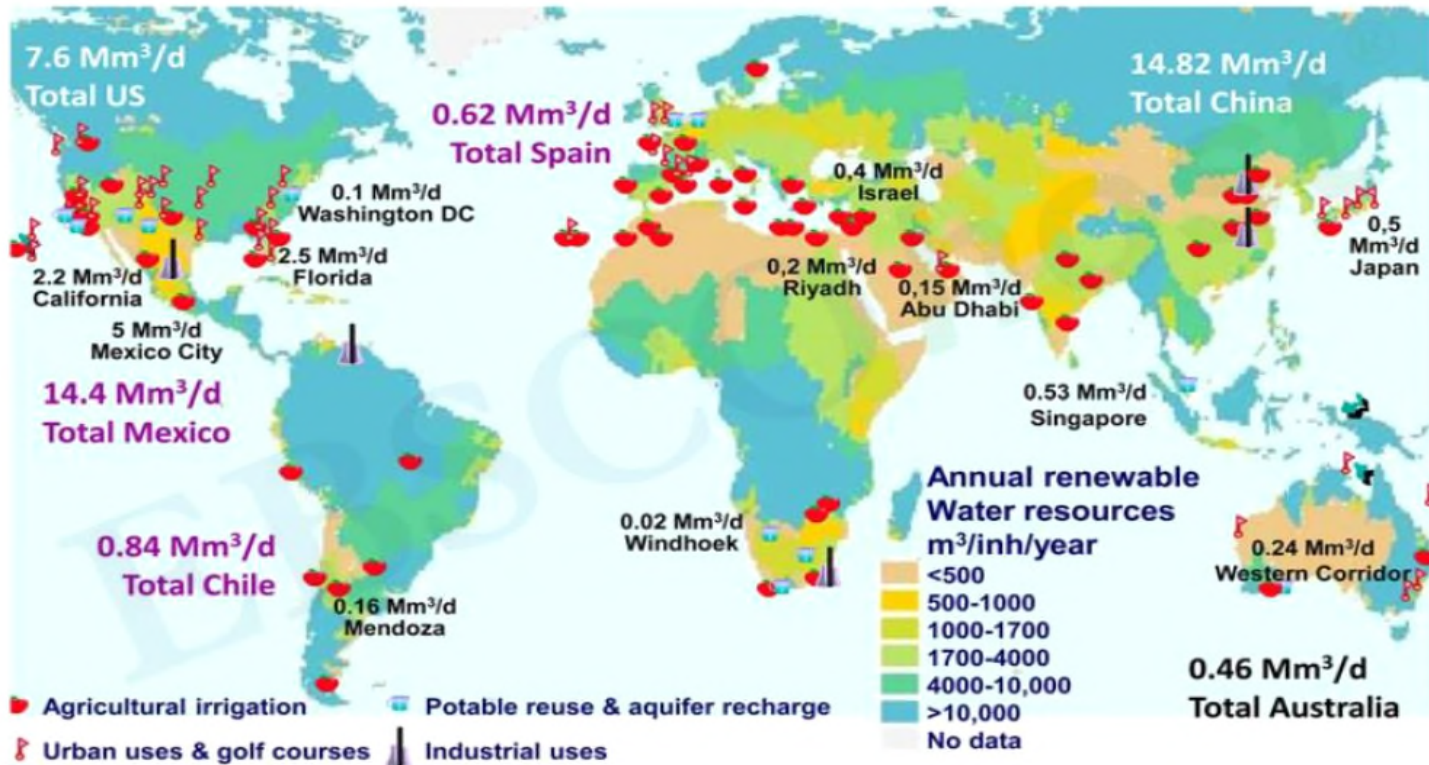 7.6 Mm³/d
Total US
14.82 Mm³/d
Total China
0.62 Mm³/d
Total Spain
0,4 Mm³/d
Israel
0.1 Mm³/d
Washington DC
0,5
Mm³/d
Japan
2.5 Mm³/d
Florida
2.2 Mm³/d
California
0,2 Mm³/d
Riyadh
0,15 Mm³/d
Abu Dhabi
5 Mm³/d
Mexico City
14.4 Mm³/d
Total Mexico
0.53 Mm³/d
Singapore
0.02 Mm³/d
Windhoek
0.84 Mm³/d
Total Chile
0.16 Mm³/d
Mendoza
0.24 Mm³/d
Western Corridor
Annual renewable
Water resources
m³/inh/year
<500
500-1000
1000-1700
1700-4000
4000-10,000
>10,000
No data
0.46 Mm³/d
Total Australia
Agricultural irrigation
Potable reuse & aquifer recharge
Urban uses & golf courses
Industrial uses